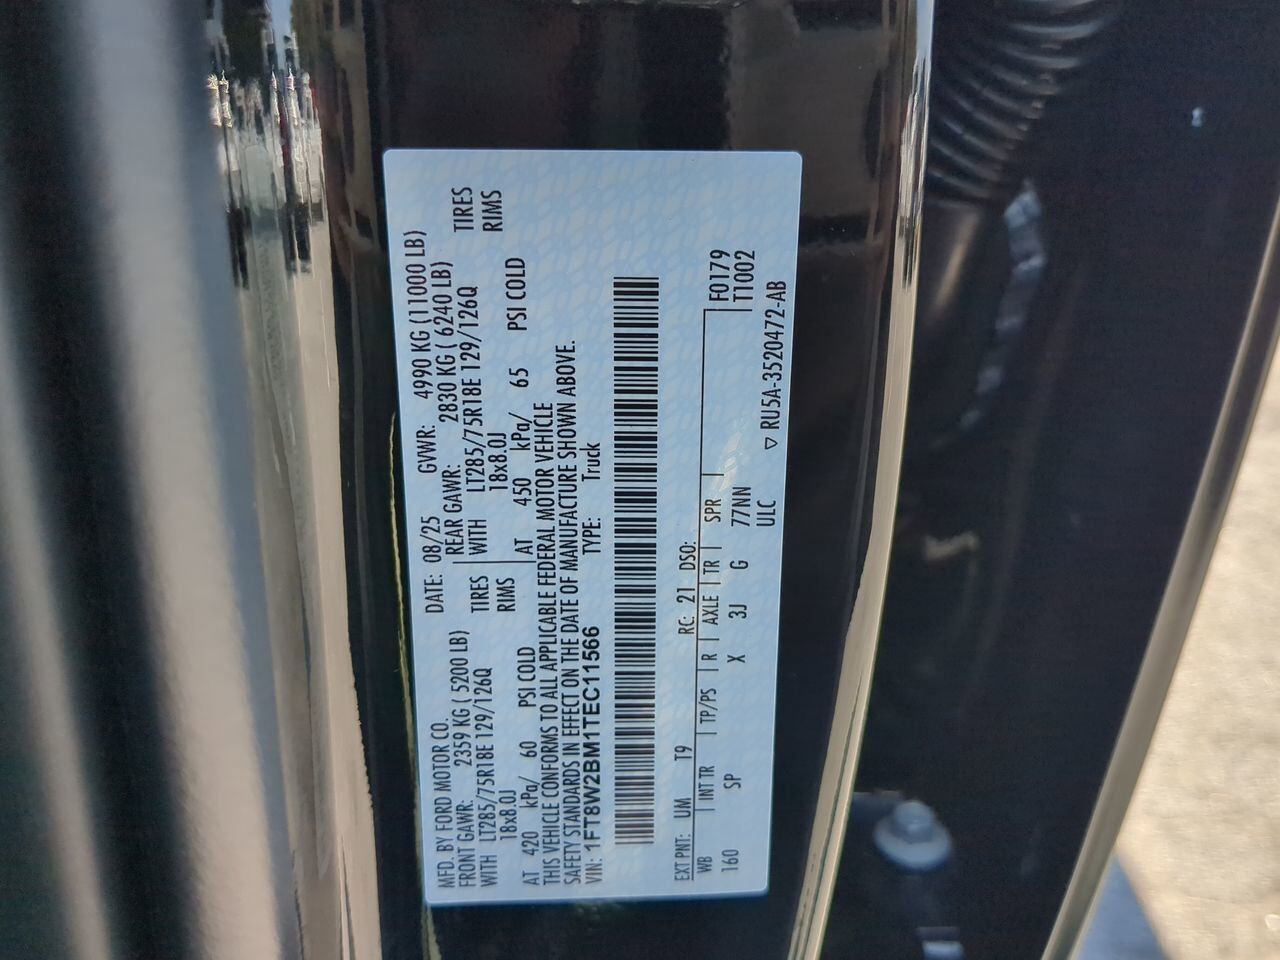 MFD. BY FORD MOTOR CO.
DATE: 08/25 GVWR: 4990 KG (11000 LB)
FRONT GAWR: 2359 KG ( 5200 LB) REAR GAWR: 2830 KG ( 6240 LB)
WITH LT285/75R18E 129/126Q TIRES WITH LT285/75R18E 129/126Q TIRES
18x8.0J RIMS 18x8.0J RIMS
AT 420 kPa/ 60 PSI COLD AT 450 kPa/ 65 PSI COLD
THIS VEHICLE CONFORMS TO ALL APPLICABLE FEDERAL MOTOR VEHICLE
SAFETY STANDARDS IN EFFECT ON THE DATE OF MANUFACTURE SHOWN ABOVE.
VIN: 1FT8W2BM1TEC11566 TYPE: Truck
EXT PNT: UM T9 RC: 21 DSO: F0179
WB INT TR TP/PS R AXLE TR SPR T1002
160 SP X 3J G 77NN
ULC ▽ RU5A-3520472-AB